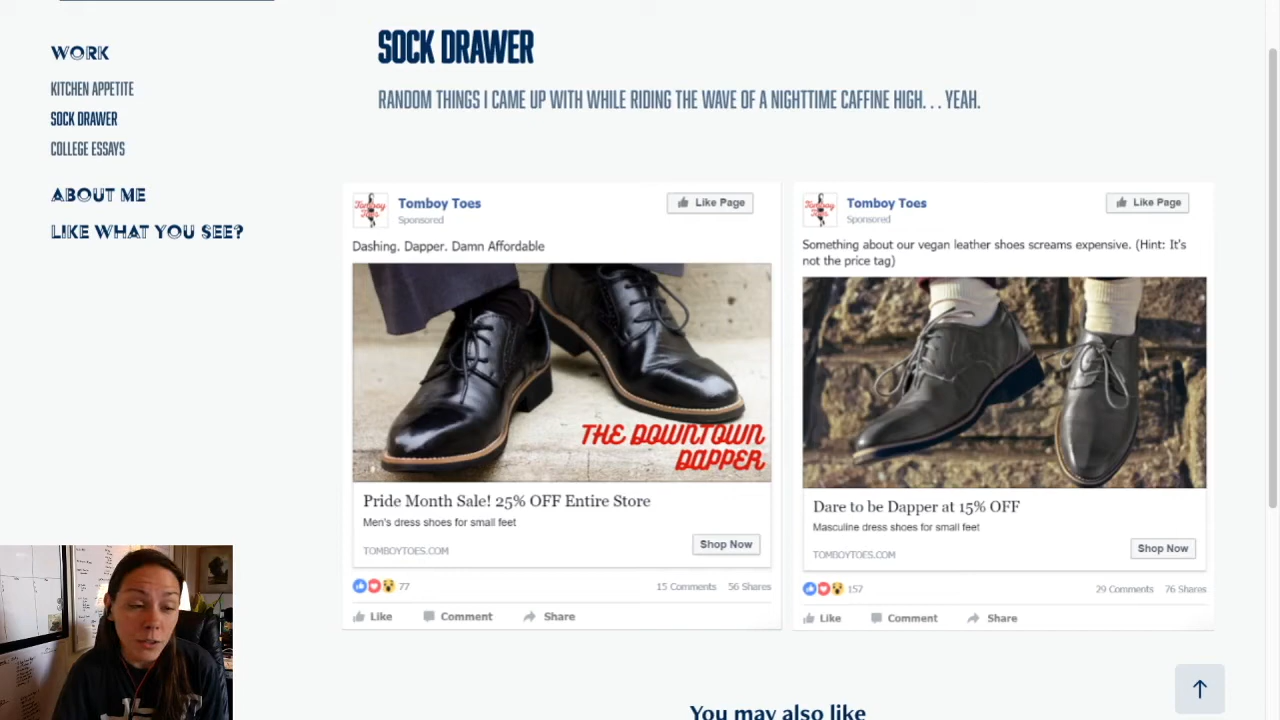 WORK
KITCHEN APPETITE
SOCK DRAWER
COLLEGE ESSAYS
ABOUT ME
LIKE WHAT YOU SEE?
SOCK DRAWER
RANDOM THINGS I CAME UP WITH WHILE RIDING THE WAVE OF A NIGHTTIME CAFFINE HIGH. . . YEAH.
Tomboy Toes
Tomboy Toes
Sponsored
Like Page
Dashing. Dapper. Damn Affordable
THE DOWNTOWN
DAPPER
Pride Month Sale! 25% OFF Entire Store
Men's dress shoes for small feet
TOMBOYTOES.COM
Shop Now
77
15 Comments 56 Shares
Like Comment Share
Tomboy Toes
Tomboy Toes
Sponsored
Like Page
Something about our vegan leather shoes screams expensive. (Hint: It's
not the price tag)
Dare to be Dapper at 15% OFF
Masculine dress shoes for small feet
TOMBOYTOES.COM
Shop Now
157
29 Comments 76 Shares
Like Comment Share
You may also like